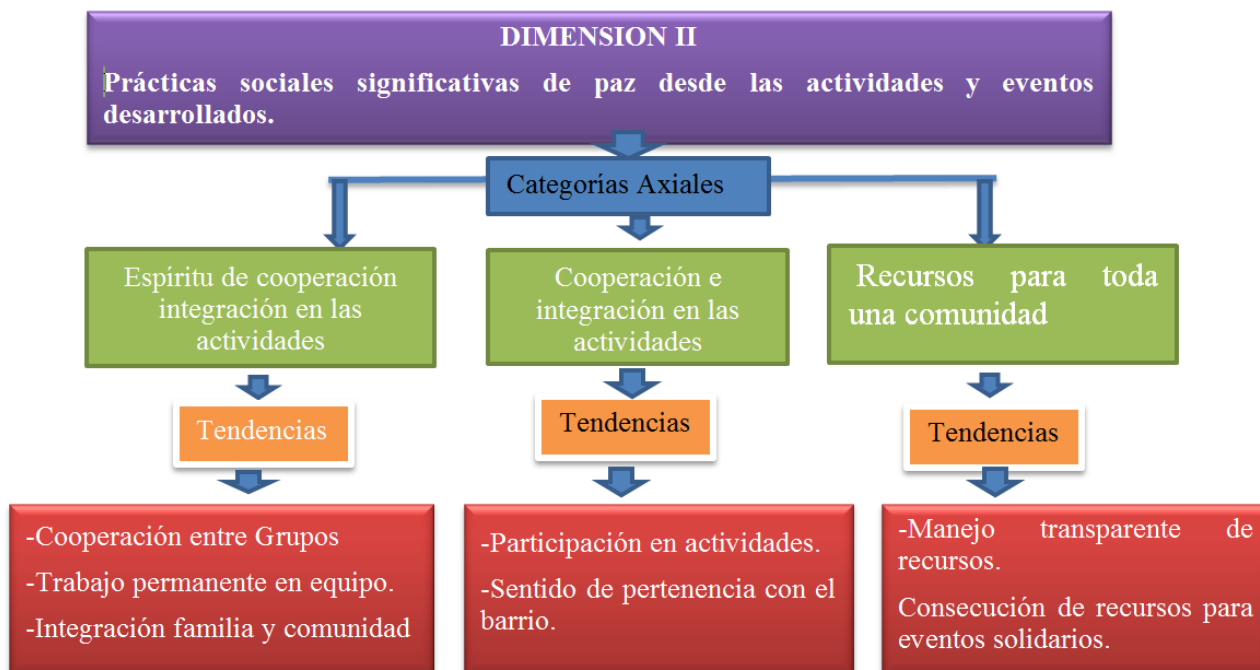 DIMENSION II
Prácticas sociales significativas de paz desde las actividades y eventos
desarrollados.
Categorías Axiales
Espíritu de cooperación
integración en las
actividades
Cooperación e
integración en las
actividades
Recursos para toda
una comunidad
Tendencias
Tendencias
Tendencias
-Cooperación entre Grupos
-Trabajo permanente en equipo.
-Integración familia y comunidad
-Participación en actividades.
-Sentido de pertenencia con el
barrio.
-Manejo transparente de
recursos.
Consecución de recursos para
eventos solidarios.